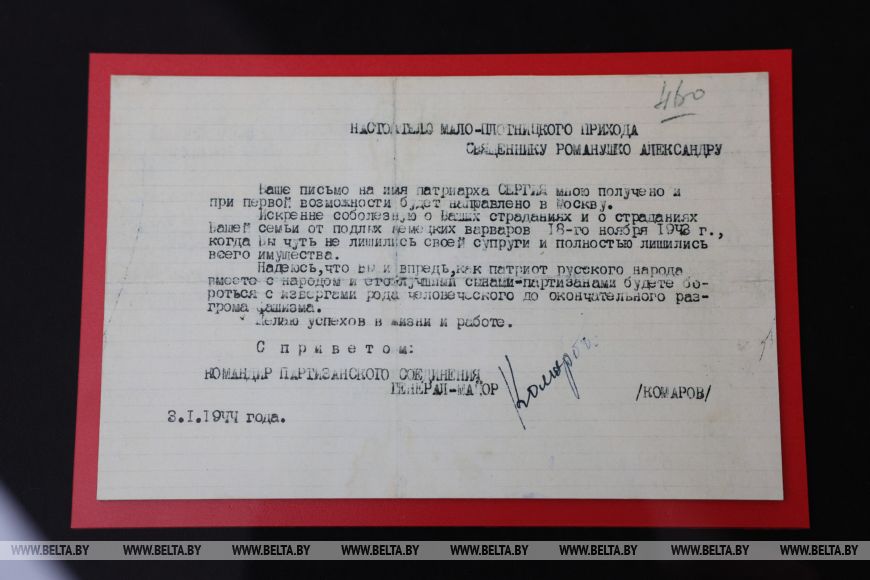 460
НАСТОЯТЕЛЮ МАЛО-ПЛОТНИЦКОГО ПРИХОДА
СВЯЩЕННИКУ РОМАНУШКО АЛЕКСАНДРУ
Ваше письмо на имя патриарха СЕРГИЯ мною получено и
при первой возможности будет направлено в Москву.
Искренне соболезную о Ваших страданиях и о страданиях
Вашей семьи от подлых немецких варваров 18-го ноября 1943 г.,
когда Вы чуть не лишились своей супруги и полностью лишились
всего имущества.
Надеюсь, что Вы и впредь, как патриот русского народа
вместе с народом и его лучшими сынами-партизанами будете бо-
роться с извергами рода человеческого до окончательного раз-
грома фашизма.
Желаю успехов в жизни и работе.
С приветом:
КОМАНДИР ПАРТИЗАНСКОГО СОЕДИНЕНИЯ
ГЕНЕРАЛ-МАЙОР Комаров /КОМАРОВ/
3.I.1944 года.
WWW.BELTA.BY WWW.BELTA.BY WWW.BELTA.BY WWW.BELTA.BY WWW.BELTA.BY WWW.BELTA.BY WWW.BELTA.BY WWW.BELTA.BY